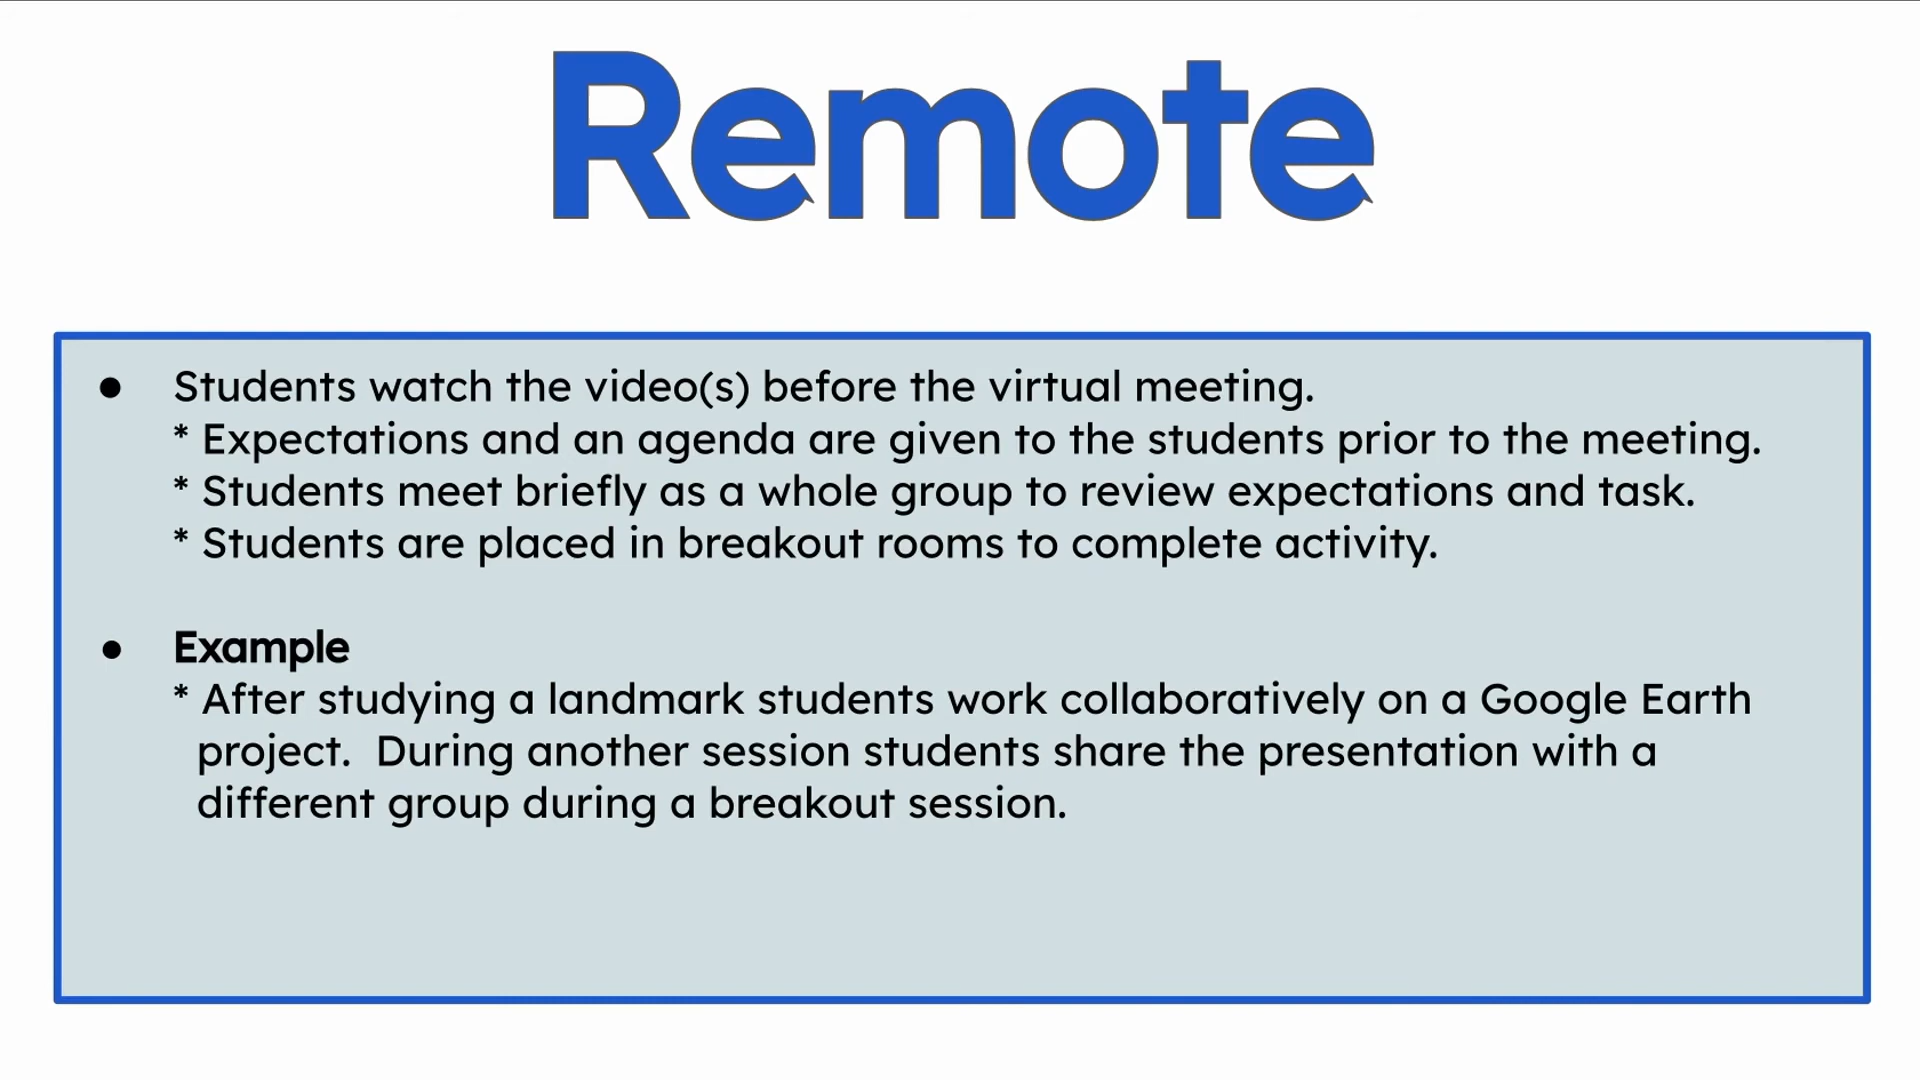 Remote
● Students watch the video(s) before the virtual meeting.
* Expectations and an agenda are given to the students prior to the meeting.
* Students meet briefly as a whole group to review expectations and task.
* Students are placed in breakout rooms to complete activity.
● Example
* After studying a landmark students work collaboratively on a Google Earth
project.  During another session students share the presentation with a
different group during a breakout session.